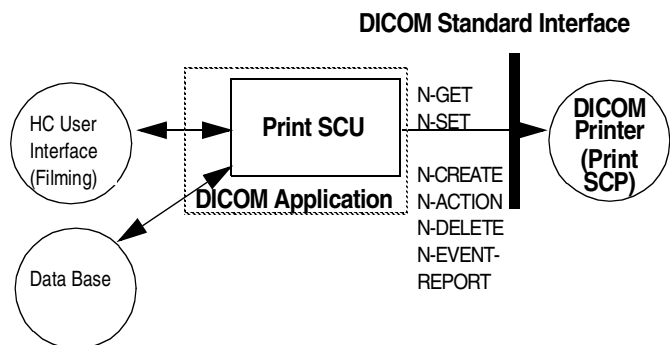 DICOM Standard Interface
HC User
Interface
(Filming)
Print SCU
DICOM Application
Data Base
N-GET
N-SET
N-CREATE
N-ACTION
N-DELETE
N-EVENT-
REPORT
DICOM
Printer
(Print
SCP)